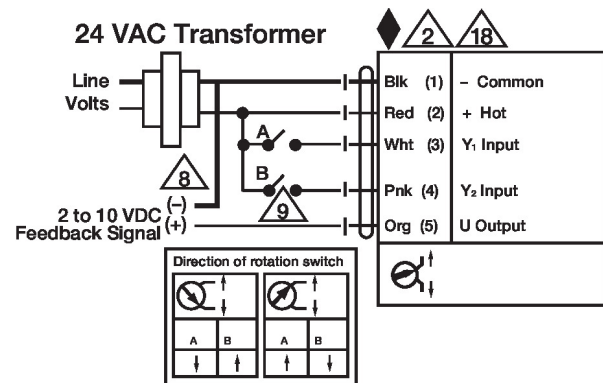 24 VAC Transformer
2 18
Line
Volts
Blk (1) – Common
Red (2) + Hot
A
Wht (3) Y₁ Input
B
Pnk (4) Y₂ Input
8
9
2 to 10 VDC (–)
Feedback Signal (+)
Org (5) U Output
Direction of rotation switch
A B A B